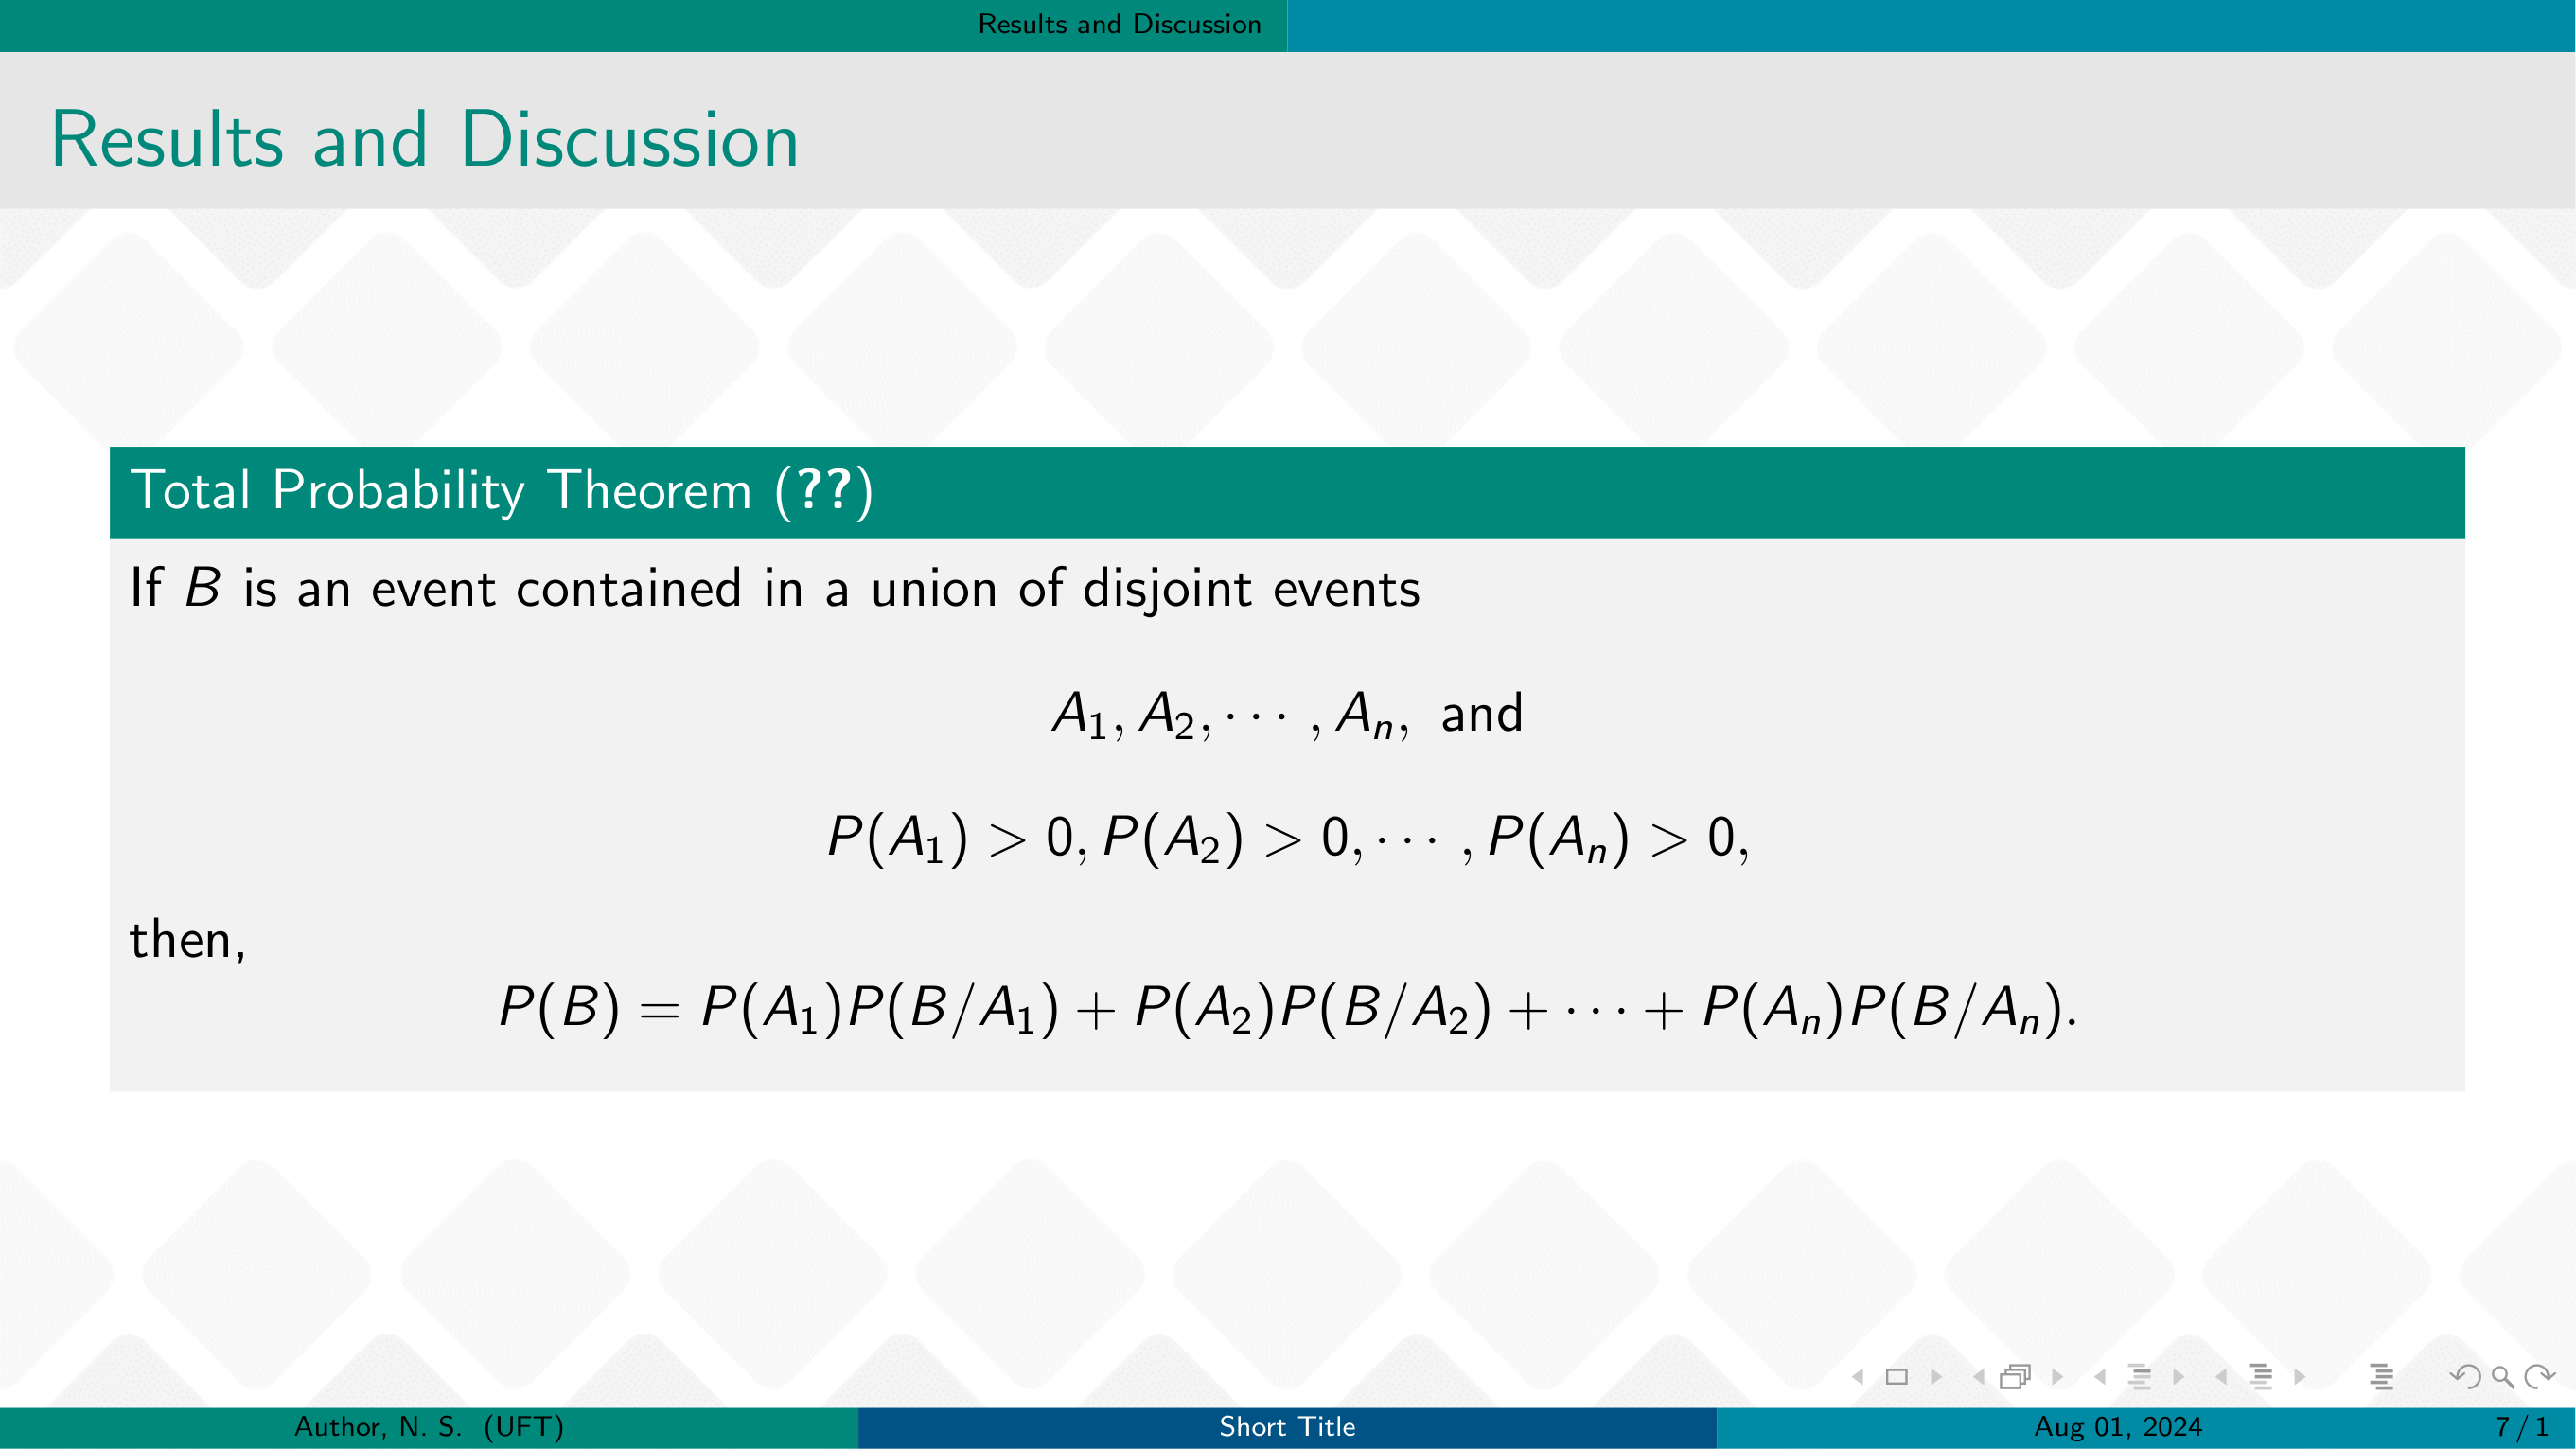 Results and Discussion
Results and Discussion
Total Probability Theorem (??)
If B is an event contained in a union of disjoint events
A₁, A₂, ⋯ , Aₙ, and
P(A₁) > 0, P(A₂) > 0, ⋯ , P(Aₙ) > 0,
then,
P(B) = P(A₁)P(B/A₁) + P(A₂)P(B/A₂) + ⋯ + P(Aₙ)P(B/Aₙ).
Author, N. S. (UFT)
Short Title
Aug 01, 2024
7 / 1